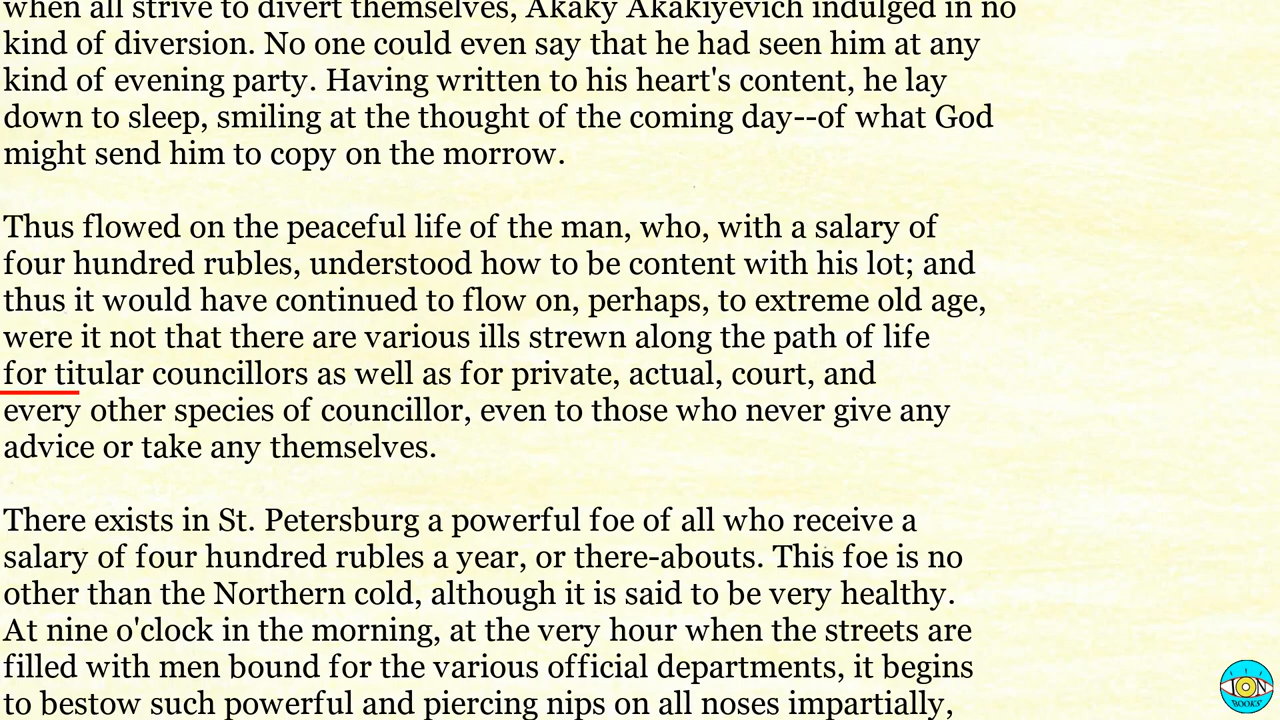 when all strive to divert themselves, Akaky Akakiyevich indulged in no
kind of diversion. No one could even say that he had seen him at any
kind of evening party. Having written to his heart's content, he lay
down to sleep, smiling at the thought of the coming day--of what God
might send him to copy on the morrow.
Thus flowed on the peaceful life of the man, who, with a salary of
four hundred rubles, understood how to be content with his lot; and
thus it would have continued to flow on, perhaps, to extreme old age,
were it not that there are various ills strewn along the path of life
for titular councillors as well as for private, actual, court, and
every other species of councillor, even to those who never give any
advice or take any themselves.
There exists in St. Petersburg a powerful foe of all who receive a
salary of four hundred rubles a year, or there-abouts. This foe is no
other than the Northern cold, although it is said to be very healthy.
At nine o'clock in the morning, at the very hour when the streets are
filled with men bound for the various official departments, it begins
to bestow such powerful and piercing nips on all noses impartially,
ION
BOOKS